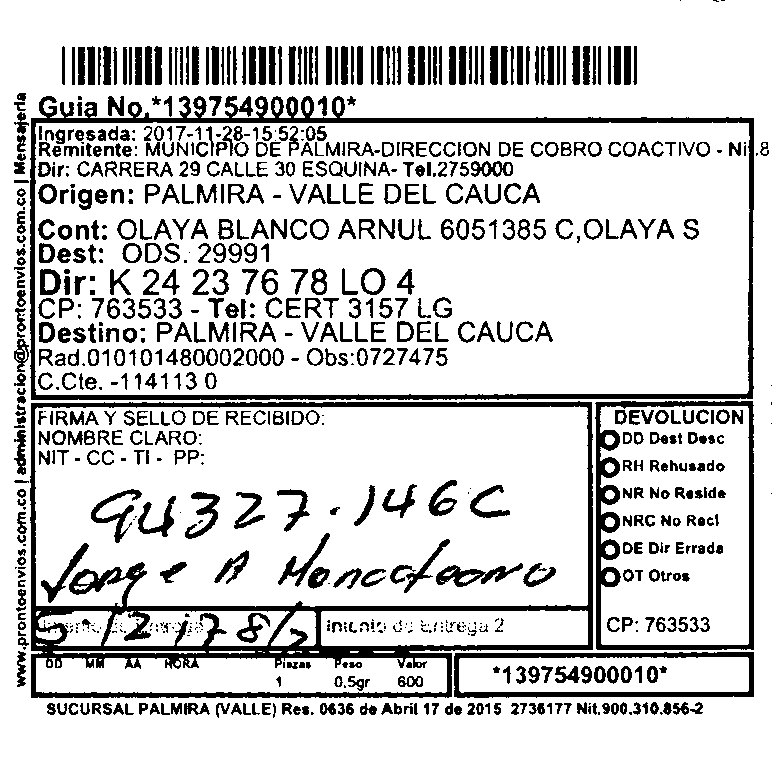 Guia No.*139754900010*
Ingresada: 2017-11-28-15:52:05
Remitente: MUNICIPIO DE PALMIRA-DIRECCION DE COBRO COACTIVO - Nit.8
Dir: CARRERA 29 CALLE 30 ESQUINA- Tel.2759000
Origen: PALMIRA - VALLE DEL CAUCA
Cont: OLAYA BLANCO ARNUL 6051385 C,OLAYA S
Dest: ODS. 29991
Dir: K 24 23 76 78 LO 4
CP: 763533 - Tel: CERT 3157 LG
Destino: PALMIRA - VALLE DEL CAUCA
Rad.010101480002000 - Obs:0727475
C.Cte. -114113 0
www.prontoenvios.com.co | administracion@prontoenvios.com.co | Mensajeria
FIRMA Y SELLO DE RECIBIDO:
NOMBRE CLARO:
NIT - CC - TI - PP:
94327.146C
Jorge A
DEVOLUCION
DD Dest Desc
RH Rehusado
NR No Reside
NRC No Recl
DE Dir Errada
OT Otros
CP: 763533
Intento de Entrega 2
DD MM AA HORA
Piezas Peso Valor
1 0,5gr 600
*139754900010*
SUCURSAL PALMIRA (VALLE) Res. 0636 de Abril 17 de 2015 2736177 Nit.900.310.856-2